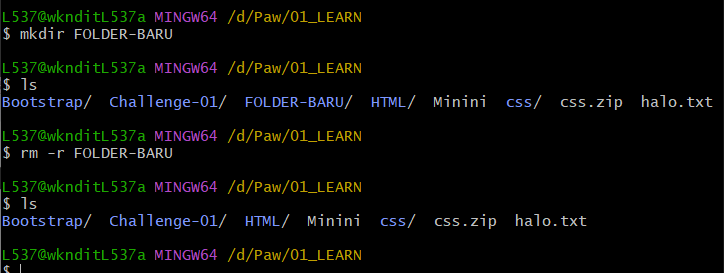 L537@wknditL537a MINGW64 /d/Paw/01_LEARN
$ mkdir FOLDER-BARU
L537@wknditL537a MINGW64 /d/Paw/01_LEARN
$ ls
Bootstrap/  Challenge-01/  FOLDER-BARU/  HTML/  Minini  css/  css.zip  halo.txt
L537@wknditL537a MINGW64 /d/Paw/01_LEARN
$ rm -r FOLDER-BARU
L537@wknditL537a MINGW64 /d/Paw/01_LEARN
$ ls
Bootstrap/  Challenge-01/  HTML/  Minini  css/  css.zip  halo.txt
L537@wknditL537a MINGW64 /d/Paw/01_LEARN
$